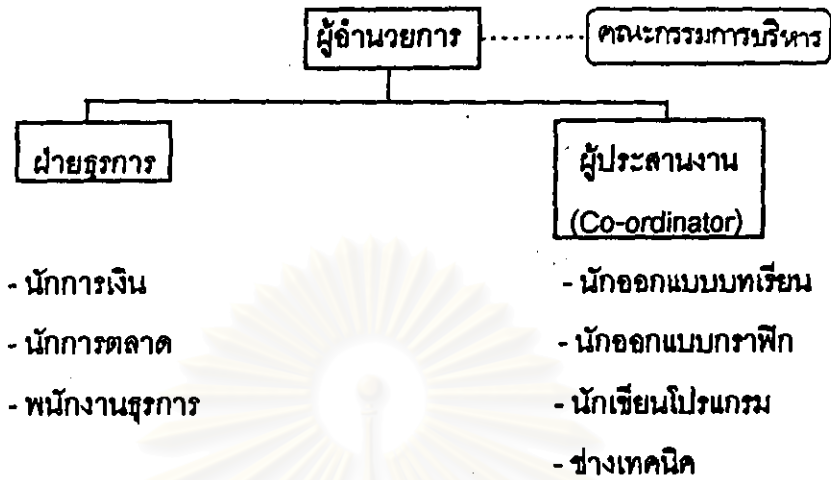 ผู้อำนวยการ
คณะกรรมการบริหาร
ฝ่ายธุรการ
- นักการเงิน
- นักการตลาด
- พนักงานธุรการ
ผู้ประสานงาน
(Co-ordinator)
- นักออกแบบบทเรียน
- นักออกแบบกราฟิก
- นักเขียนโปรแกรม
- ช่างเทคนิค